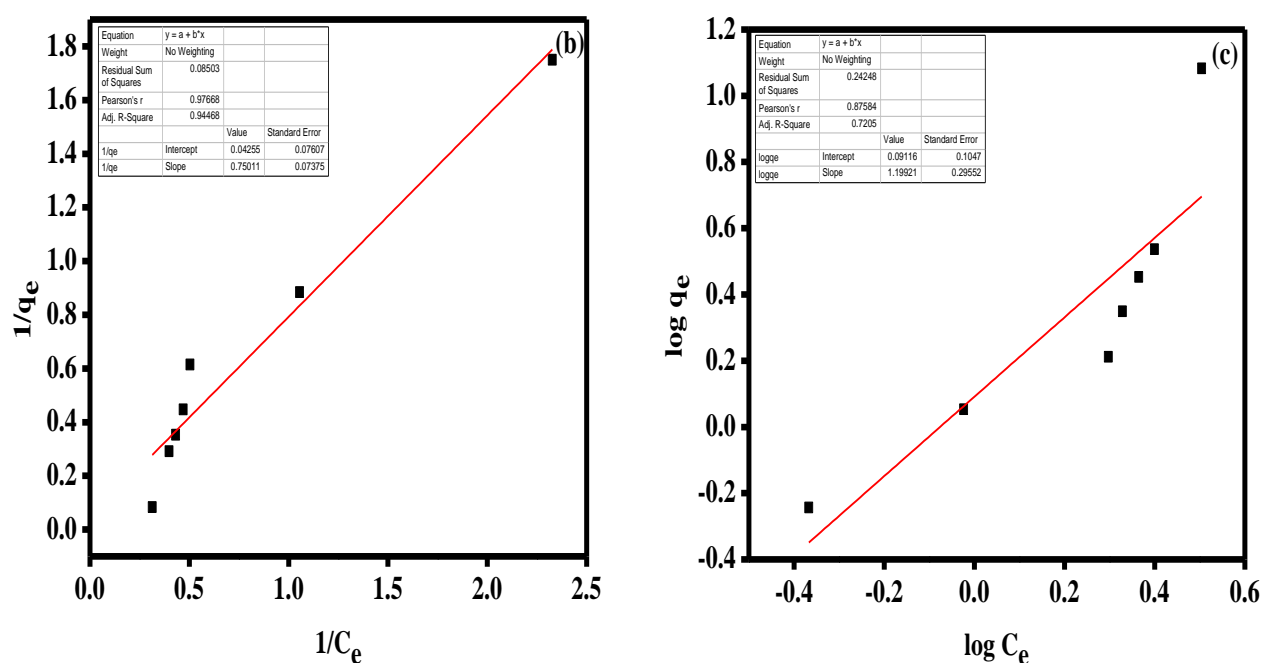 (b)
Equation y = a + b*x
Weight No Weighting
Residual Sum of Squares 0.08503
Pearson's r 0.97668
Adj. R-Square 0.94468
Value Standard Error
1/qe Intercept 0.04255 0.07607
1/qe Slope 0.75011 0.07375
1.8
1.6
1.4
1.2
1.0
0.8
0.6
0.4
0.2
0.0
1/qe
0.0 0.5 1.0 1.5 2.0 2.5
1/Ce
(c)
Equation y = a + b*x
Weight No Weighting
Residual Sum of Squares 0.24248
Pearson's r 0.87584
Adj. R-Square 0.7205
Value Standard Error
logqe Intercept 0.09116 0.1047
logqe Slope 1.19921 0.29552
1.2
1.0
0.8
0.6
0.4
0.2
0.0
-0.2
-0.4
log qe
-0.4 0.0 0.2 0.4 0.6
log Ce